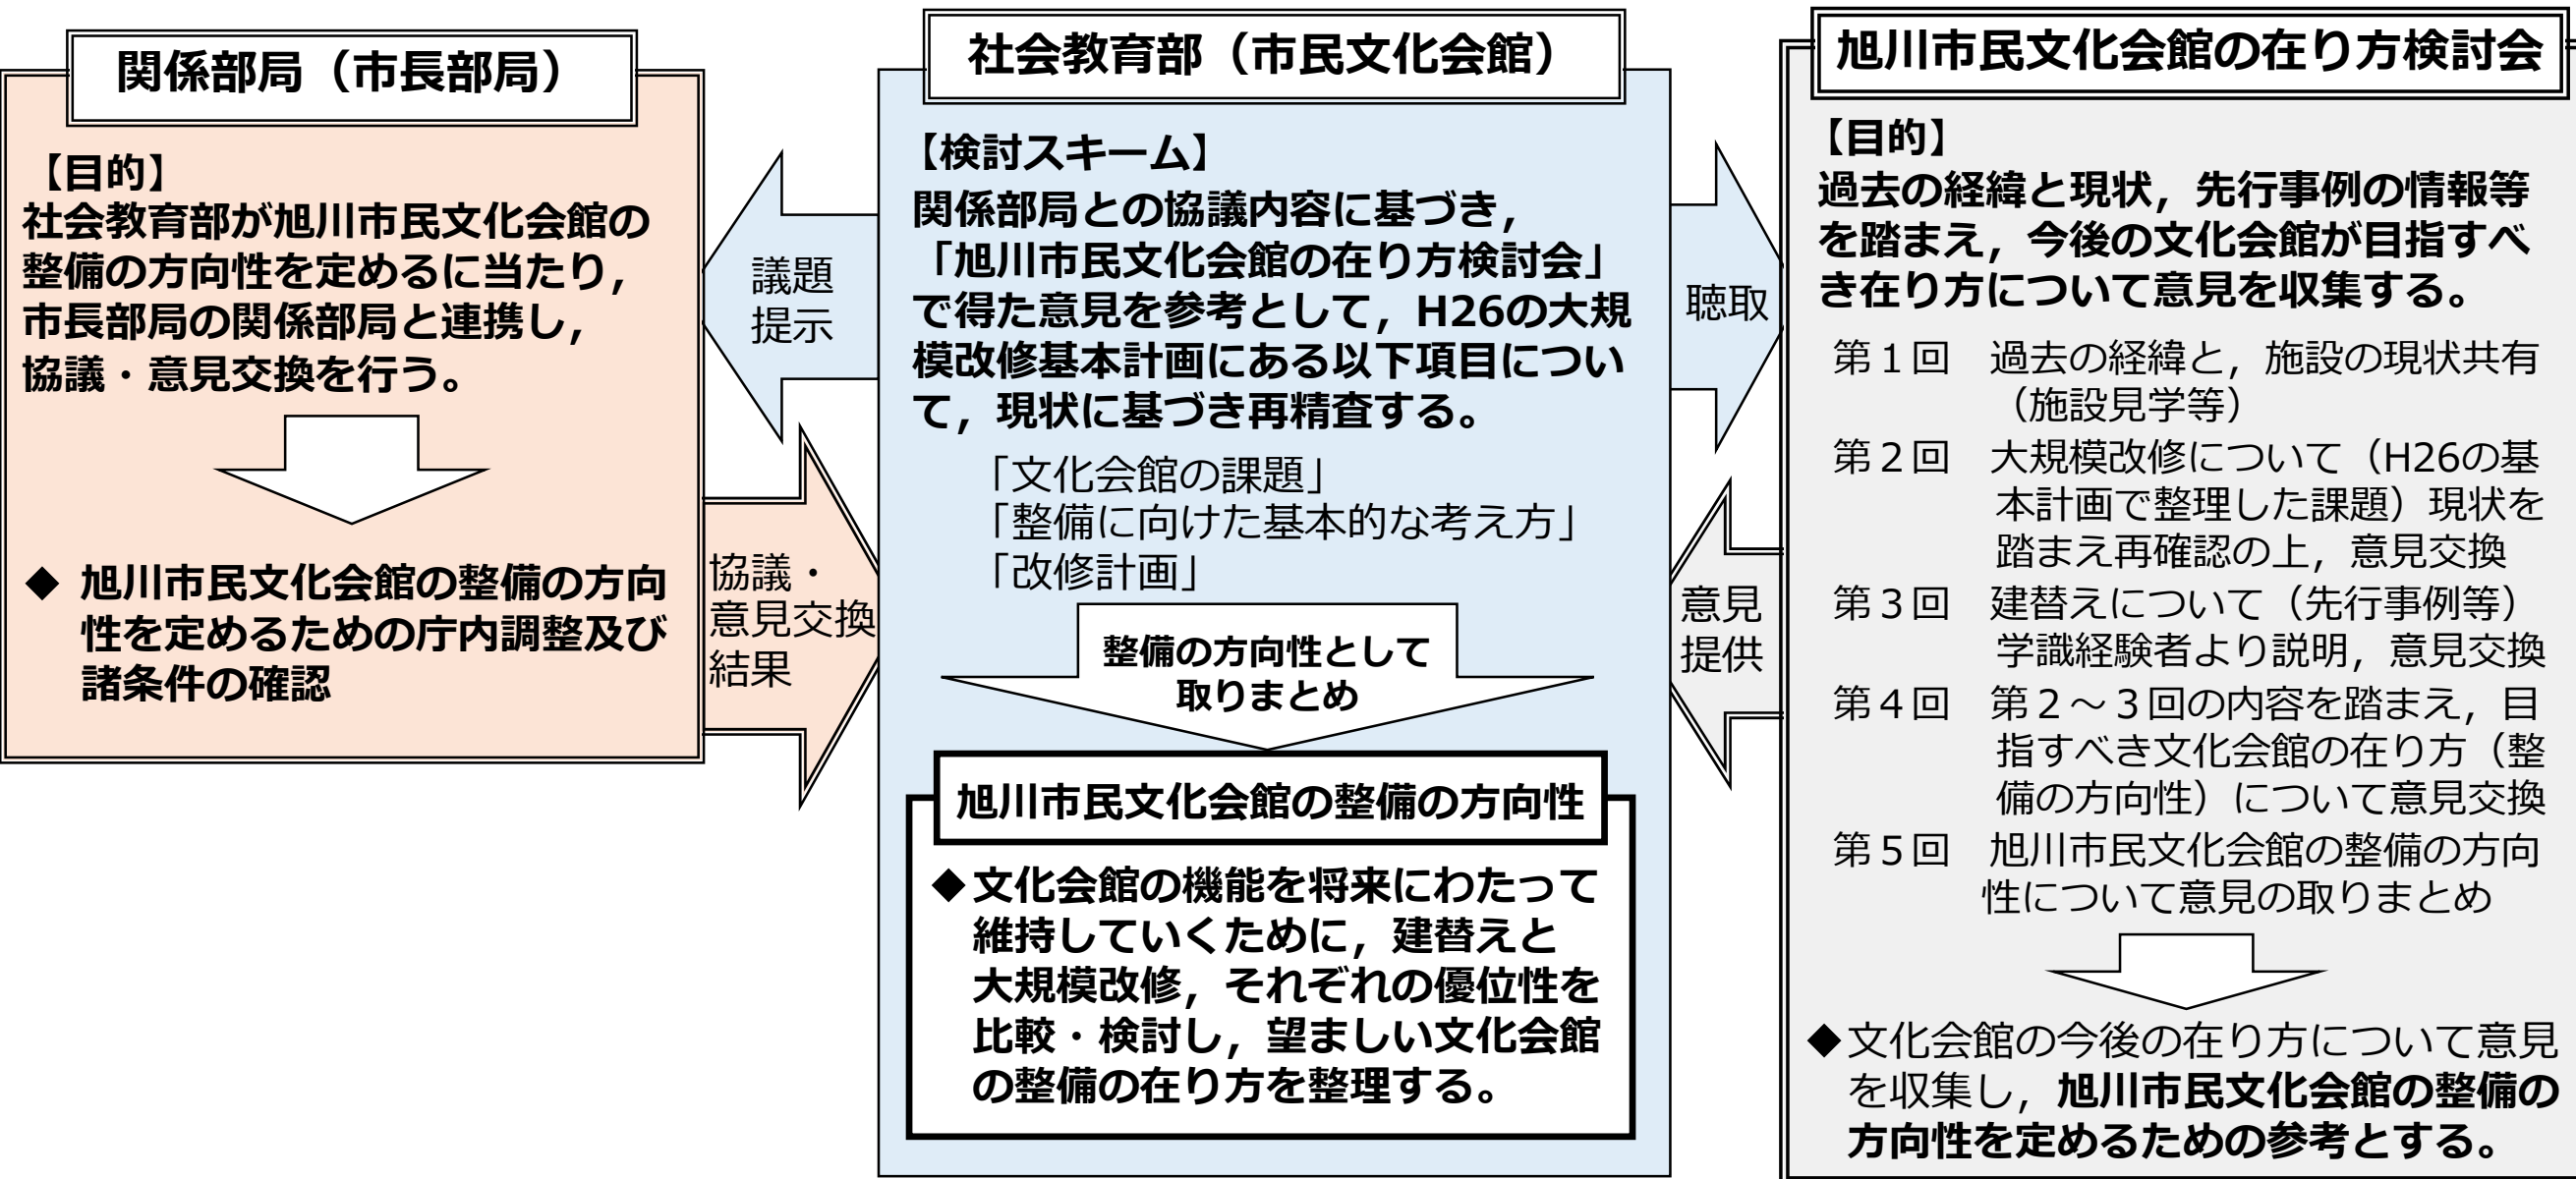 関係部局（市長部局）
【目的】
社会教育部が旭川市民文化会館の
整備の方向性を定めるに当たり，
市長部局の関係部局と連携し，
協議・意見交換を行う。
◆ 旭川市民文化会館の整備の方向
性を定めるための庁内調整及び
諸条件の確認
議題
提示
協議・
意見交換
結果
社会教育部（市民文化会館）
【検討スキーム】
関係部局との協議内容に基づき，
「旭川市民文化会館の在り方検討会」
で得た意見を参考として，H26の大規
模改修基本計画にある以下項目につい
て，現状に基づき再精査する。
「文化会館の課題」
「整備に向けた基本的な考え方」
「改修計画」
整備の方向性として
取りまとめ
旭川市民文化会館の整備の方向性
◆文化会館の機能を将来にわたって
維持していくために，建替えと
大規模改修，それぞれの優位性を
比較・検討し，望ましい文化会館
の整備の在り方を整理する。
聴取
意見
提供
旭川市民文化会館の在り方検討会
【目的】
過去の経緯と現状，先行事例の情報等
を踏まえ，今後の文化会館が目指すべ
き在り方について意見を収集する。
第１回　過去の経緯と，施設の現状共有
（施設見学等）
第２回　大規模改修について（H26の基
本計画で整理した課題）現状を
踏まえ再確認の上，意見交換
第３回　建替えについて（先行事例等）
学識経験者より説明，意見交換
第４回　第２～３回の内容を踏まえ，目
指すべき文化会館の在り方（整
備の方向性）について意見交換
第５回　旭川市民文化会館の整備の方向
性について意見の取りまとめ
◆文化会館の今後の在り方について意見
を収集し，旭川市民文化会館の整備の
方向性を定めるための参考とする。